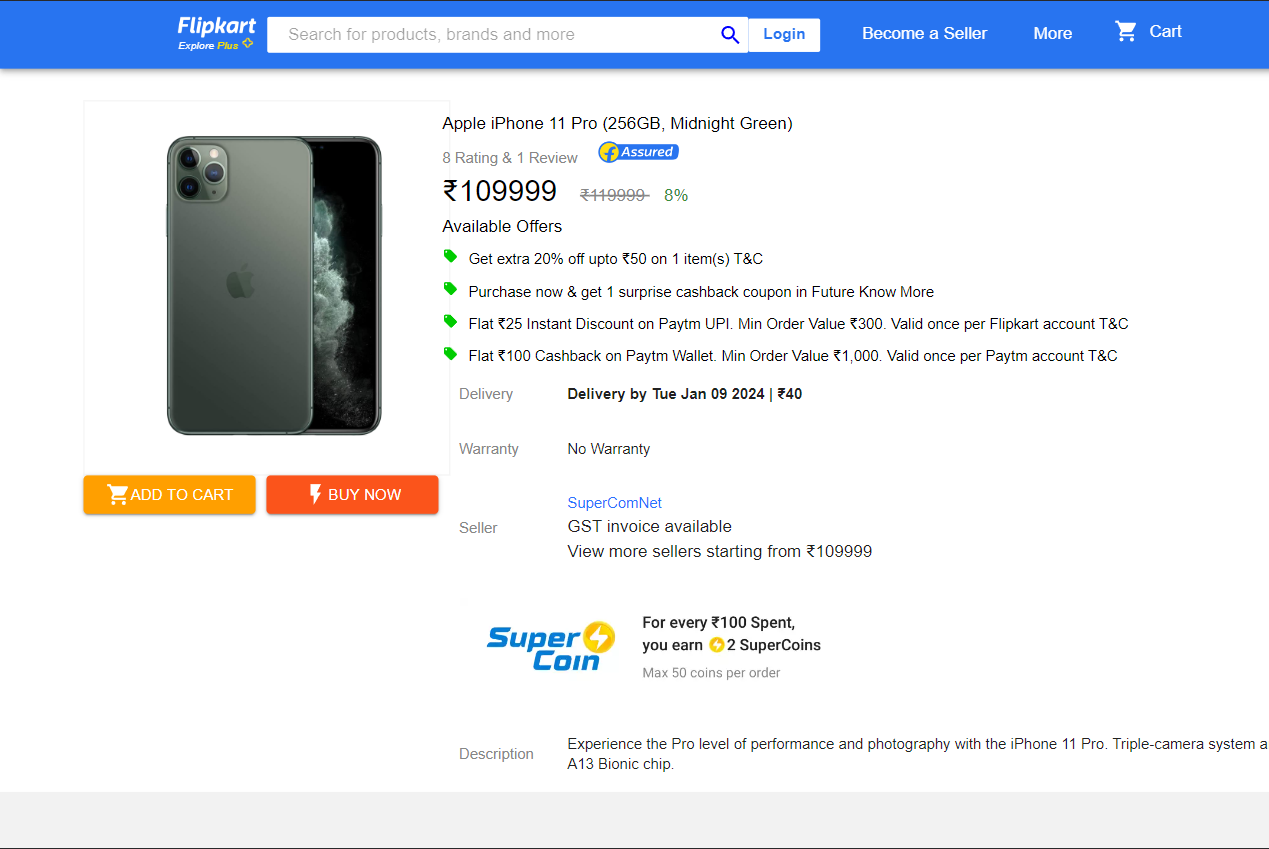 Flipkart
Explore Plus
Search for products, brands and more
Login
Become a Seller
More
Cart
Apple iPhone 11 Pro (256GB, Midnight Green)
8 Rating & 1 Review
Assured
₹109999 ₹119999 8%
Available Offers
Get extra 20% off upto ₹50 on 1 item(s) T&C
Purchase now & get 1 surprise cashback coupon in Future Know More
Flat ₹25 Instant Discount on Paytm UPI. Min Order Value ₹300. Valid once per Flipkart account T&C
Flat ₹100 Cashback on Paytm Wallet. Min Order Value ₹1,000. Valid once per Paytm account T&C
Delivery Delivery by Tue Jan 09 2024 | ₹40
Warranty No Warranty
ADD TO CART
BUY NOW
Seller
SuperComNet
GST invoice available
View more sellers starting from ₹109999
Super
Coin
For every ₹100 Spent,
you earn 2 SuperCoins
Max 50 coins per order
Description
Experience the Pro level of performance and photography with the iPhone 11 Pro. Triple-camera system a
A13 Bionic chip.